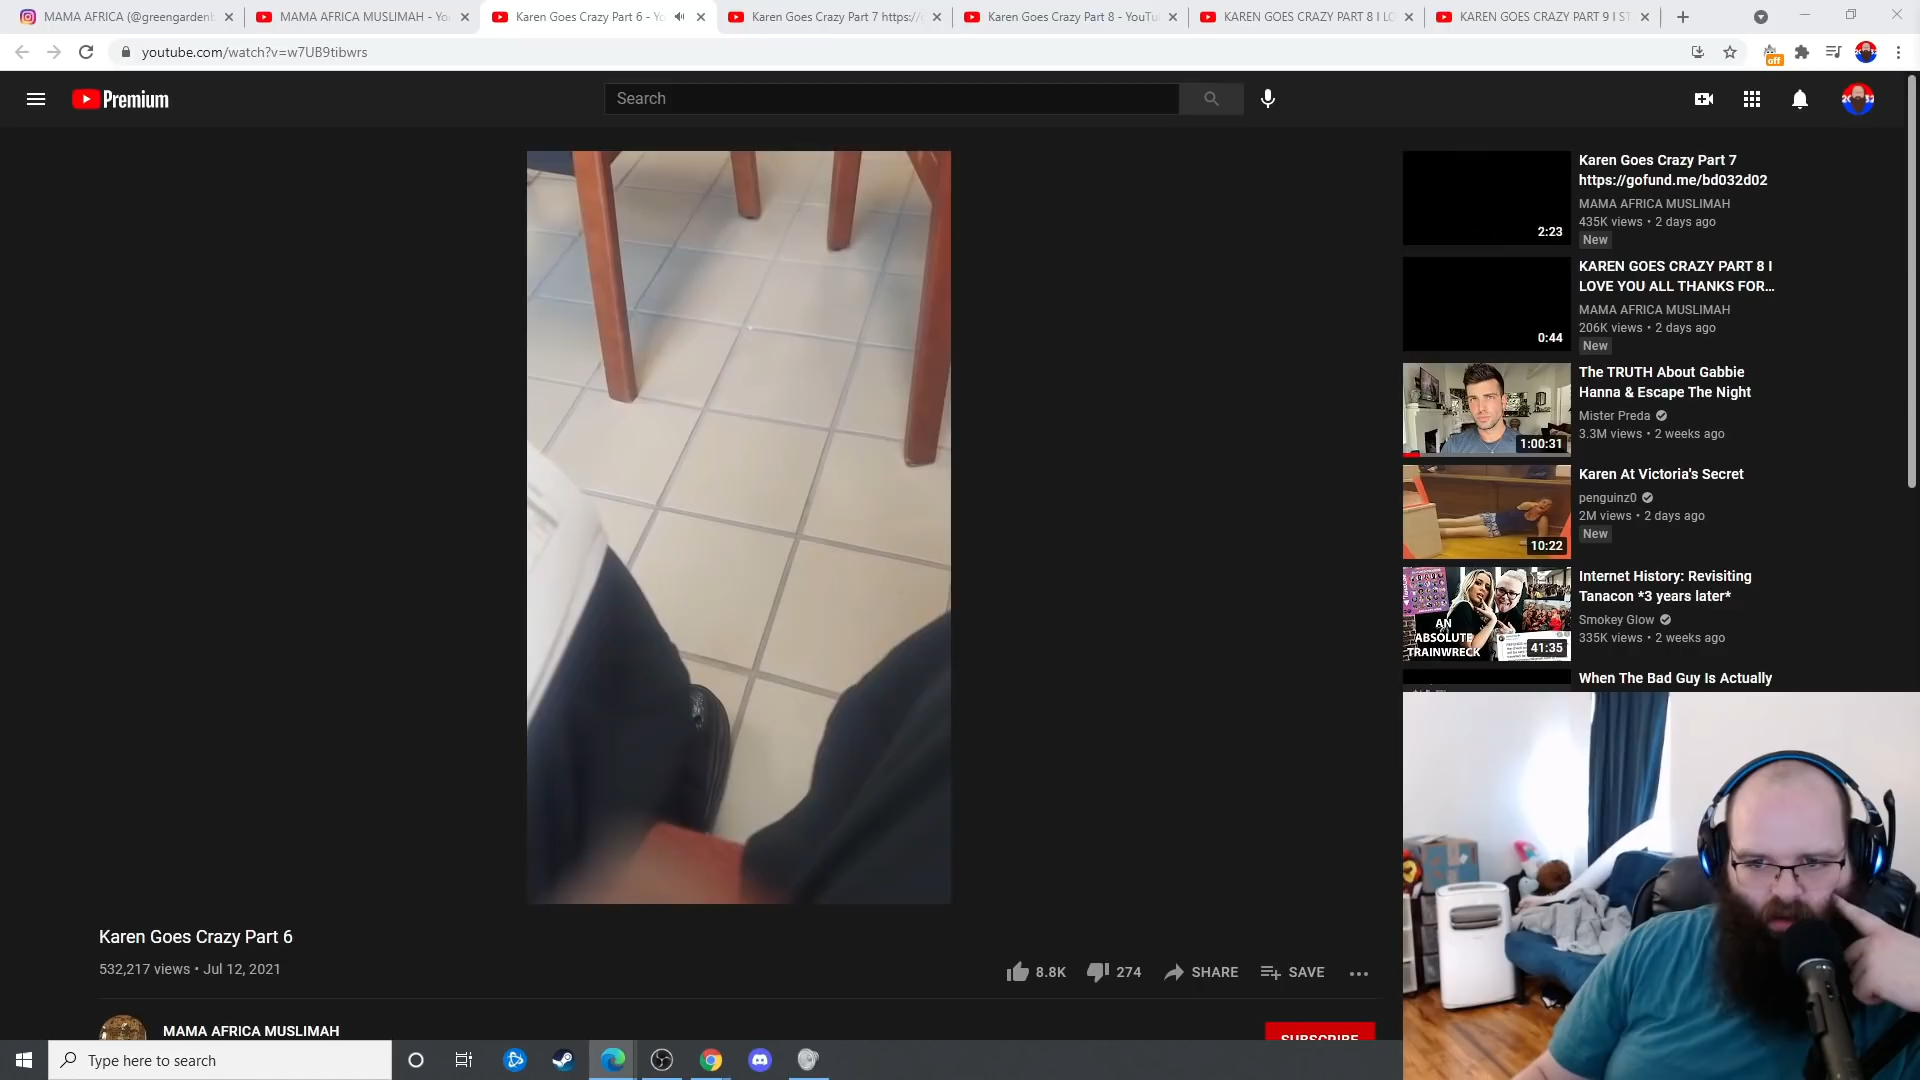 MAMA AFRICA (@greengardenb
MAMA AFRICA MUSLIMAH - Yo
Karen Goes Crazy Part 6 - Yo
Karen Goes Crazy Part 7 https://g
Karen Goes Crazy Part 8 - YouTu
KAREN GOES CRAZY PART 8 I LO
KAREN GOES CRAZY PART 9 I ST
youtube.com/watch?v=w7UB9tibwrs
off
Premium
Search
Karen Goes Crazy Part 7
https://gofund.me/bd032d02
MAMA AFRICA MUSLIMAH
435K views • 2 days ago
New
2:23
KAREN GOES CRAZY PART 8 I
LOVE YOU ALL THANKS FOR...
MAMA AFRICA MUSLIMAH
206K views • 2 days ago
New
0:44
The TRUTH About Gabbie
Hanna & Escape The Night
Mister Preda
3.3M views • 2 weeks ago
1:00:31
Karen At Victoria's Secret
penguinz0
2M views • 2 days ago
New
10:22
Internet History: Revisiting
Tanacon *3 years later*
Smokey Glow
335K views • 2 weeks ago
AN
ABSOLUTE
TRAINWRECK
41:35
When The Bad Guy Is Actually
Karen Goes Crazy Part 6
532,217 views • Jul 12, 2021
8.8K
274
SHARE
SAVE
MAMA AFRICA MUSLIMAH
SUBSCRIBE
Type here to search